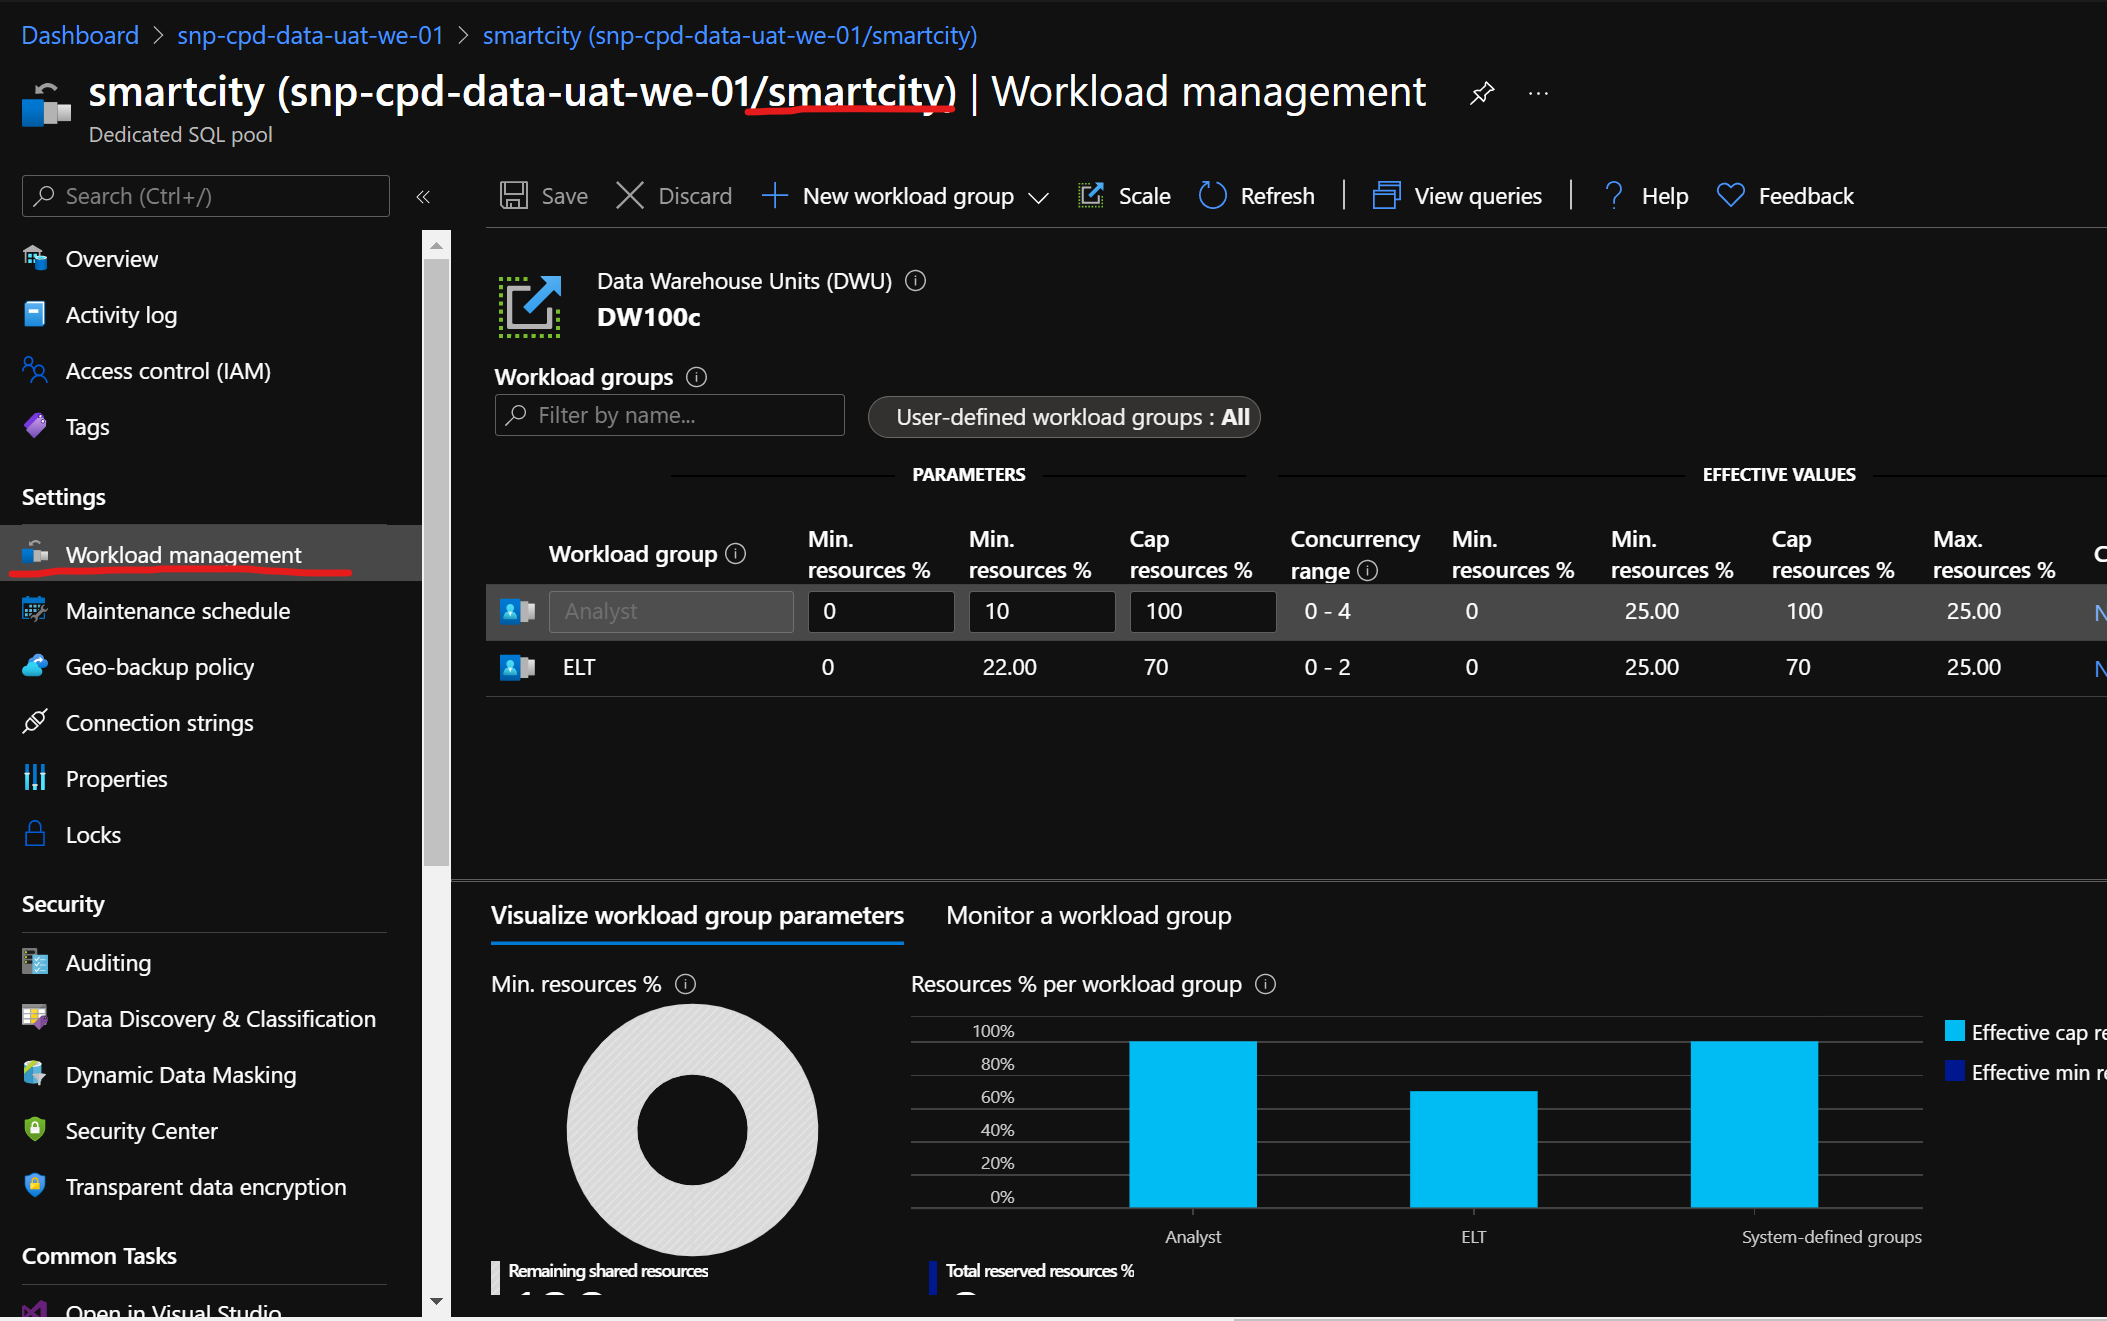 Dashboard > snp-cpd-data-uat-we-01 > smartcity (snp-cpd-data-uat-we-01/smartcity)
smartcity (snp-cpd-data-uat-we-01/smartcity) | Workload management ...
Dedicated SQL pool
Search (Ctrl+/) «
Overview
Activity log
Access control (IAM)
Tags
Settings
Workload management
Maintenance schedule
Geo-backup policy
Connection strings
Properties
Locks
Security
Auditing
Data Discovery & Classification
Dynamic Data Masking
Security Center
Transparent data encryption
Common Tasks
Open in Visual Studio
Save Discard New workload group Scale Refresh | View queries | ? Help Feedback
Data Warehouse Units (DWU)
DW100c
Workload groups
Filter by name... User-defined workload groups : All
PARAMETERS EFFECTIVE VALUES
Workload group Min. resources % Min. resources % Cap resources % Concurrency range Min. resources % Min. resources % Cap resources % Max. resources % C
Analyst 0 10 100 0 - 4 0 25.00 100 25.00 N
ELT 0 22.00 70 0 - 2 0 25.00 70 25.00 N
Visualize workload group parameters Monitor a workload group
Min. resources %
Remaining shared resources
Resources % per workload group
100%
80%
60%
40%
20%
0%
Analyst ELT System-defined groups
Effective cap re
Effective min re
Total reserved resources %